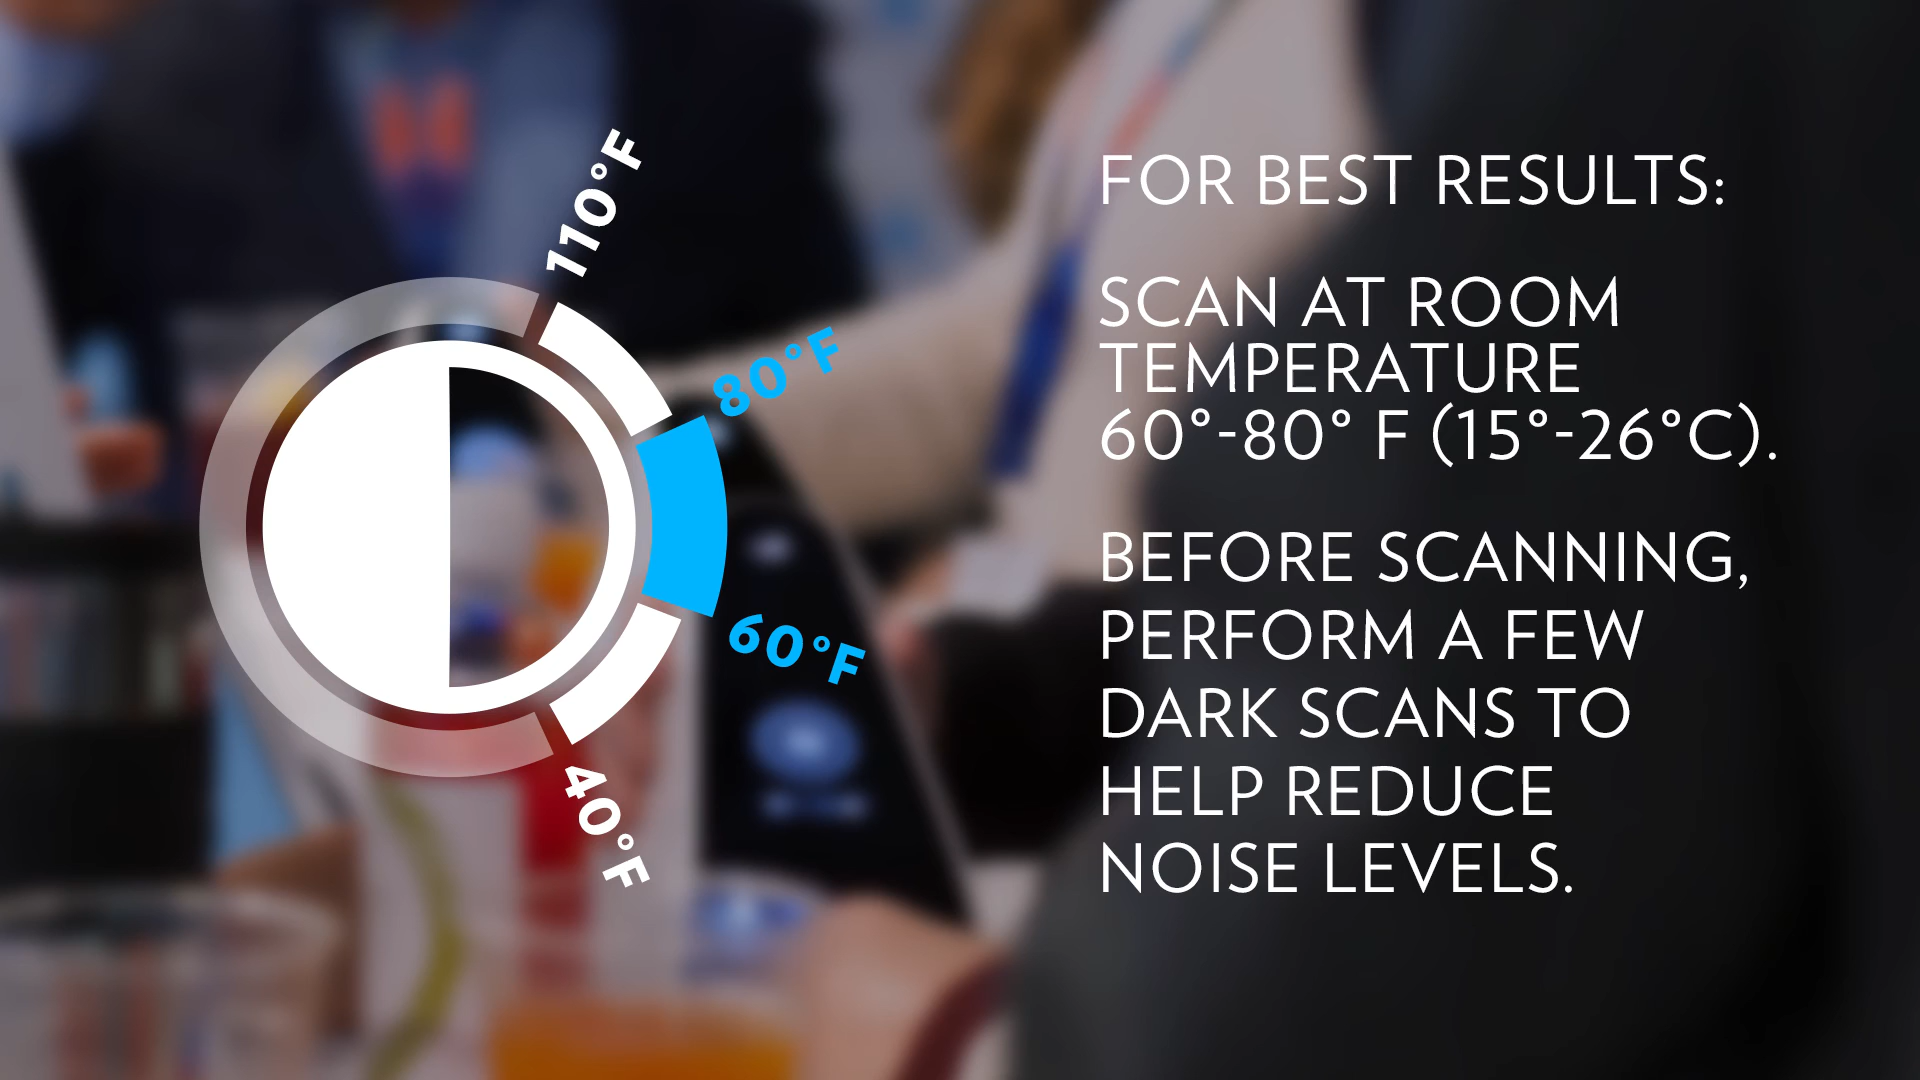 110°F
80°F
60°F
40°F
FOR BEST RESULTS:
SCAN AT ROOM
TEMPERATURE
60°-80° F (15°-26°C).
BEFORE SCANNING,
PERFORM A FEW
DARK SCANS TO
HELP REDUCE
NOISE LEVELS.